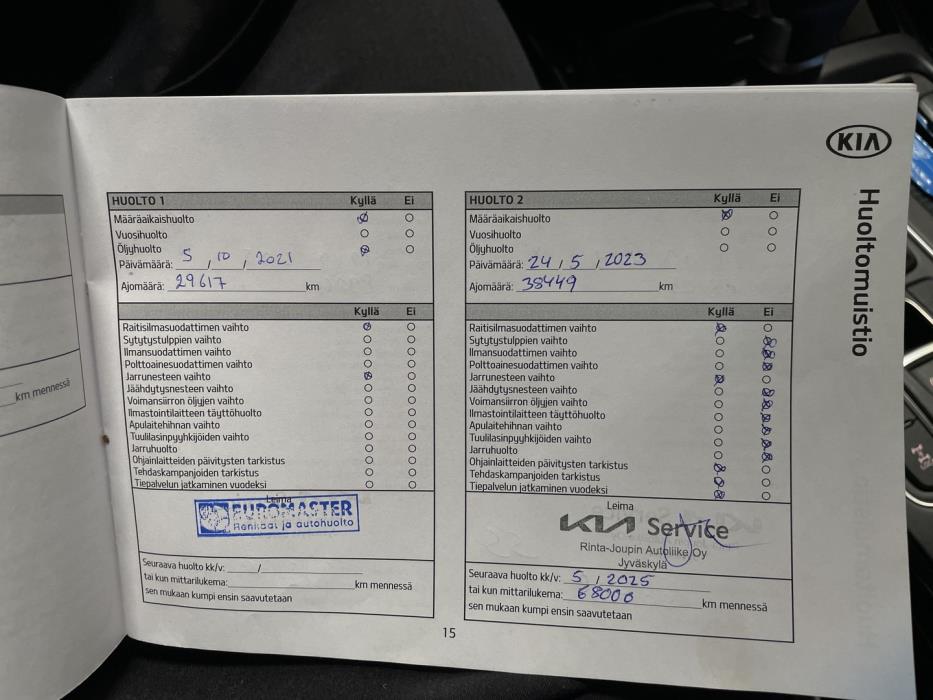 KIA
Huoltomuistio
km mennessä
HUOLTO 1 Kyllä Ei
Määräaikaishuolto
Vuosihuolto
Öljyhuolto
Päivämäärä: 5 / 10 / 2021
Ajomäärä: 29617 km
Kyllä Ei
Raitisilmasuodattimen vaihto
Sytytystulppien vaihto
Ilmansuodattimen vaihto
Polttoainesuodattimen vaihto
Jarrunesteen vaihto
Jäähdytysnesteen vaihto
Voimansiirron öljyjen vaihto
Ilmastointilaitteen täyttöhuolto
Apulaitehihnan vaihto
Tuulilasinpyyhkijöiden vaihto
Jarruhuolto
Ohjainlaitteiden päivitysten tarkistus
Tehdaskampanjoiden tarkistus
Tiepalvelun jatkaminen vuodeksi
Leima
EUROMASTER
Renkaat ja autohuolto
Seuraava huolto kk/v: /
tai kun mittarilukema: km mennessä
sen mukaan kumpi ensin saavutetaan
HUOLTO 2 Kyllä Ei
Määräaikaishuolto
Vuosihuolto
Öljyhuolto
Päivämäärä: 24 / 5 / 2023
Ajomäärä: 38449 km
Kyllä Ei
Raitisilmasuodattimen vaihto
Sytytystulppien vaihto
Ilmansuodattimen vaihto
Polttoainesuodattimen vaihto
Jarrunesteen vaihto
Jäähdytysnesteen vaihto
Voimansiirron öljyjen vaihto
Ilmastointilaitteen täyttöhuolto
Apulaitehihnan vaihto
Tuulilasinpyyhkijöiden vaihto
Jarruhuolto
Ohjainlaitteiden päivitysten tarkistus
Tehdaskampanjoiden tarkistus
Tiepalvelun jatkaminen vuodeksi
Leima
KIA Service
Rinta-Joupin Autoliike Oy
Jyväskylä
Seuraava huolto kk/v: 5 / 2025
tai kun mittarilukema: 68000 km mennessä
sen mukaan kumpi ensin saavutetaan
15